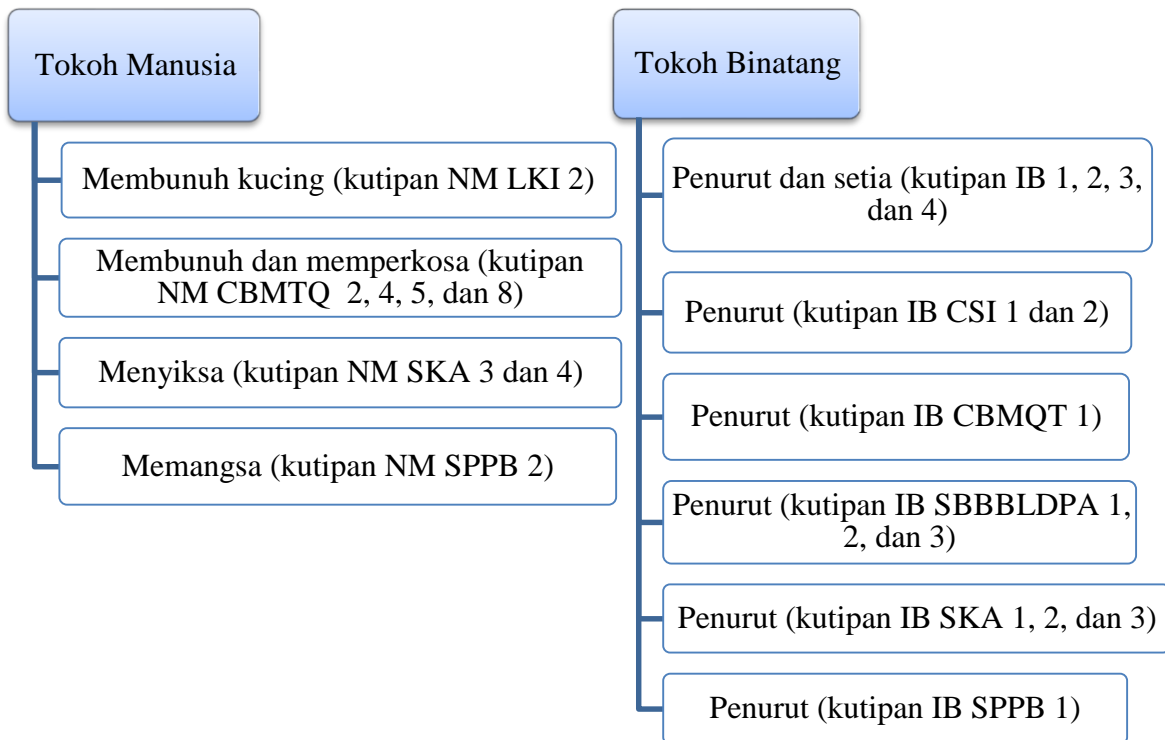 Tokoh Manusia
Membunuh kucing (kutipan NM LKI 2)
Membunuh dan memperkosa (kutipan
NM CBMTQ 2, 4, 5, dan 8)
Menyiksa (kutipan NM SKA 3 dan 4)
Memangsa (kutipan NM SPPB 2)
Tokoh Binatang
Penurut dan setia (kutipan IB 1, 2, 3,
dan 4)
Penurut (kutipan IB CSI 1 dan 2)
Penurut (kutipan IB CBMQT 1)
Penurut (kutipan IB SBBBLDPA 1,
2, dan 3)
Penurut (kutipan IB SKA 1, 2, dan 3)
Penurut (kutipan IB SPPB 1)